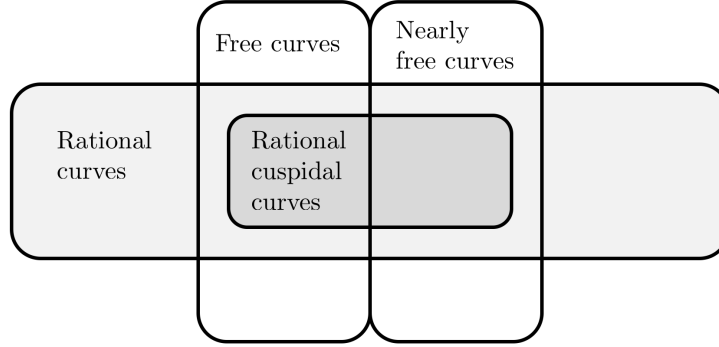 Free curves
Nearly
free curves
Rational
curves
Rational
cuspidal
curves